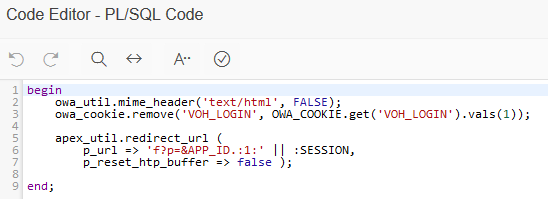 Code Editor - PL/SQL Code
A··
1 begin
2     owa_util.mime_header('text/html', FALSE);
3     owa_cookie.remove('VOH_LOGIN', OWA_COOKIE.get('VOH_LOGIN').vals(1));
4
5     apex_util.redirect_url (
6         p_url => 'f?p=&APP_ID.:1:' || :SESSION,
7         p_reset_htp_buffer => false );
8
9 end;